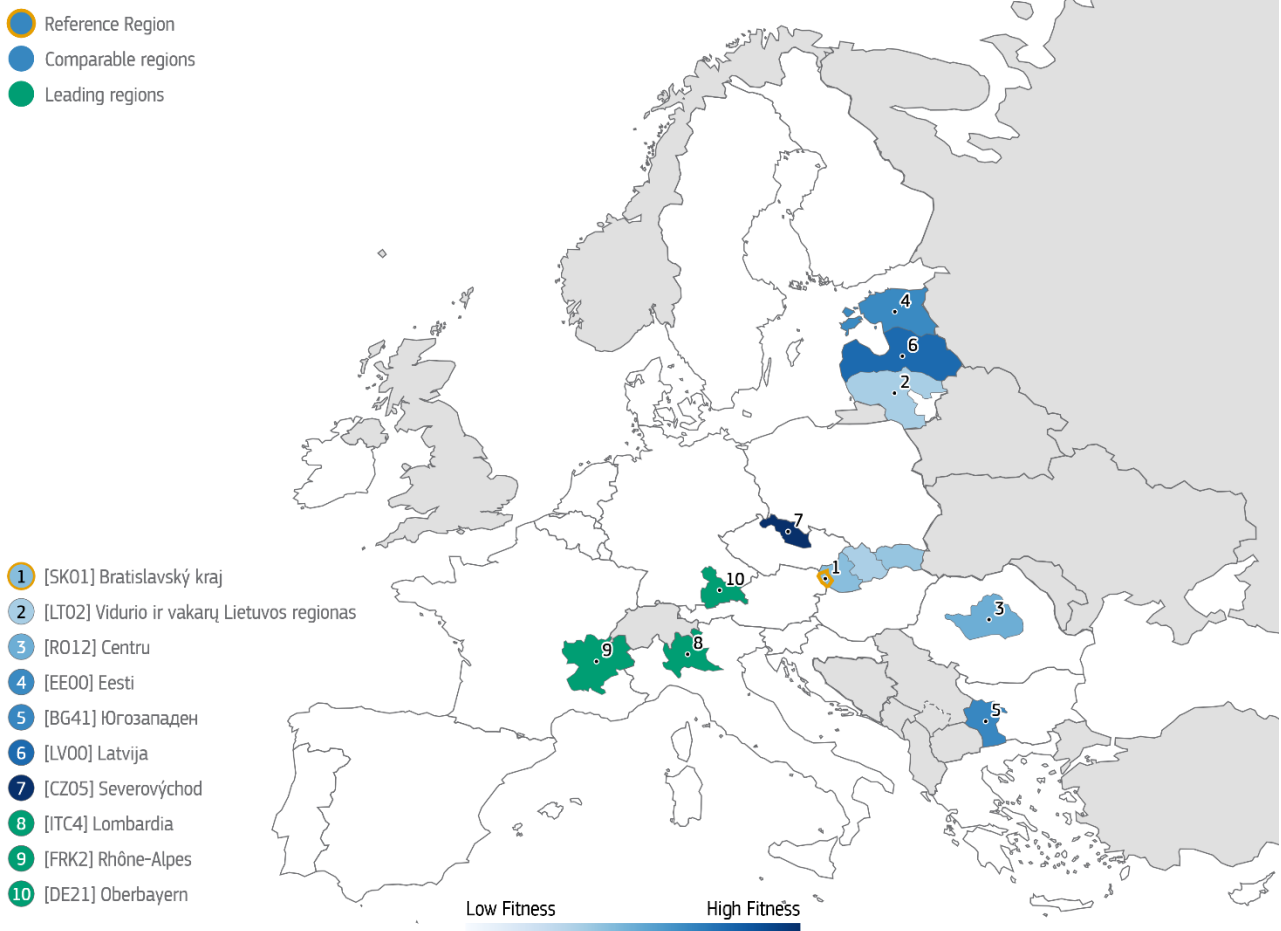 Reference Region
Comparable regions
Leading regions
4
6
2
7
1
10
3
9
8
5
1 [SK01] Bratislavský kraj
2 [LT02] Vidurio ir vakarų Lietuvos regionas
3 [RO12] Centru
4 [EE00] Eesti
5 [BG41] Югозападен
6 [LV00] Latvija
7 [CZ05] Severovýchod
8 [ITC4] Lombardia
9 [FRK2] Rhône-Alpes
10 [DE21] Oberbayern
Low Fitness High Fitness